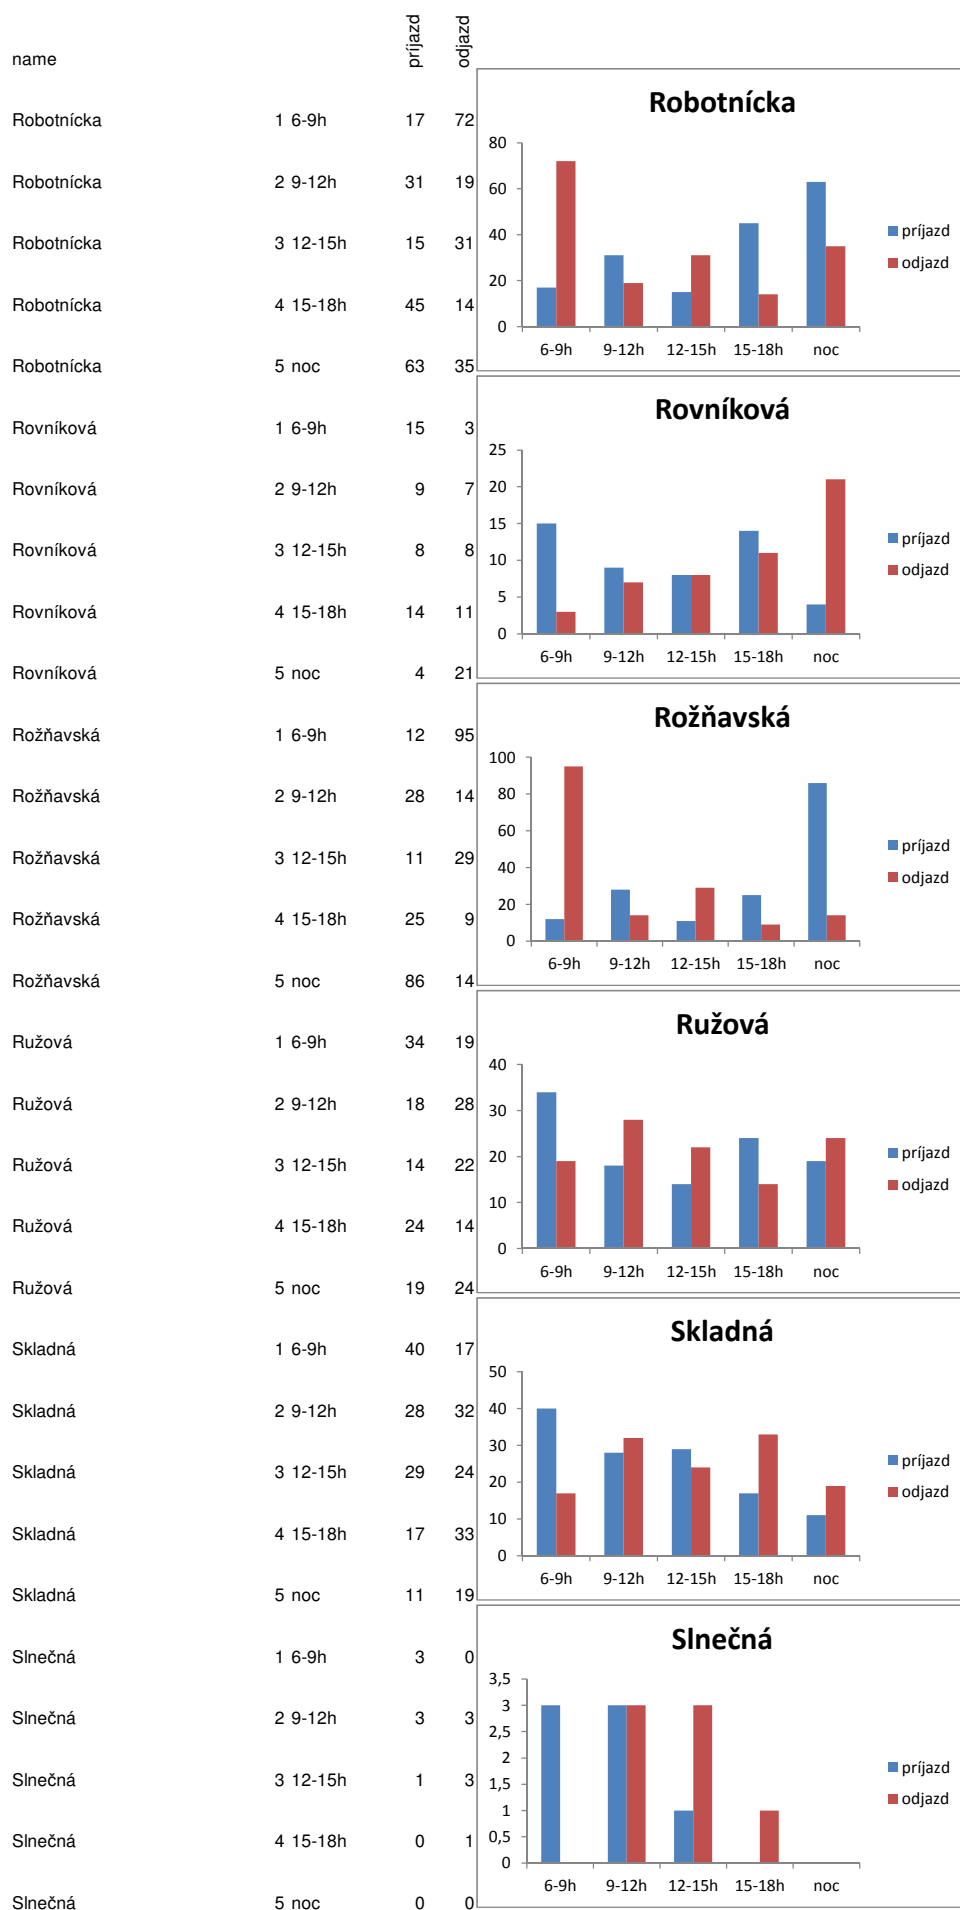 name príjazd odjazd
Robotnícka 1 6-9h 17 72
Robotnícka 2 9-12h 31 19
Robotnícka 3 12-15h 15 31
Robotnícka 4 15-18h 45 14
Robotnícka 5 noc 63 35
Robotnícka
80
60
40
20
0
6-9h 9-12h 12-15h 15-18h noc
príjazd
odjazd
Rovníková 1 6-9h 15 3
Rovníková 2 9-12h 9 7
Rovníková 3 12-15h 8 8
Rovníková 4 15-18h 14 11
Rovníková 5 noc 4 21
Rovníková
25
20
15
10
5
0
6-9h 9-12h 12-15h 15-18h noc
príjazd
odjazd
Rožňavská 1 6-9h 12 95
Rožňavská 2 9-12h 28 14
Rožňavská 3 12-15h 11 29
Rožňavská 4 15-18h 25 9
Rožňavská 5 noc 86 14
Rožňavská
100
80
60
40
20
0
6-9h 9-12h 12-15h 15-18h noc
príjazd
odjazd
Ružová 1 6-9h 34 19
Ružová 2 9-12h 18 28
Ružová 3 12-15h 14 22
Ružová 4 15-18h 24 14
Ružová 5 noc 19 24
Ružová
40
30
20
10
0
6-9h 9-12h 12-15h 15-18h noc
príjazd
odjazd
Skladná 1 6-9h 40 17
Skladná 2 9-12h 28 32
Skladná 3 12-15h 29 24
Skladná 4 15-18h 17 33
Skladná 5 noc 11 19
Skladná
50
40
30
20
10
0
6-9h 9-12h 12-15h 15-18h noc
príjazd
odjazd
Slnečná 1 6-9h 3 0
Slnečná 2 9-12h 3 3
Slnečná 3 12-15h 1 3
Slnečná 4 15-18h 0 1
Slnečná 5 noc 0 0
Slnečná
3,5
3
2,5
2
1,5
1
0,5
0
6-9h 9-12h 12-15h 15-18h noc
príjazd
odjazd